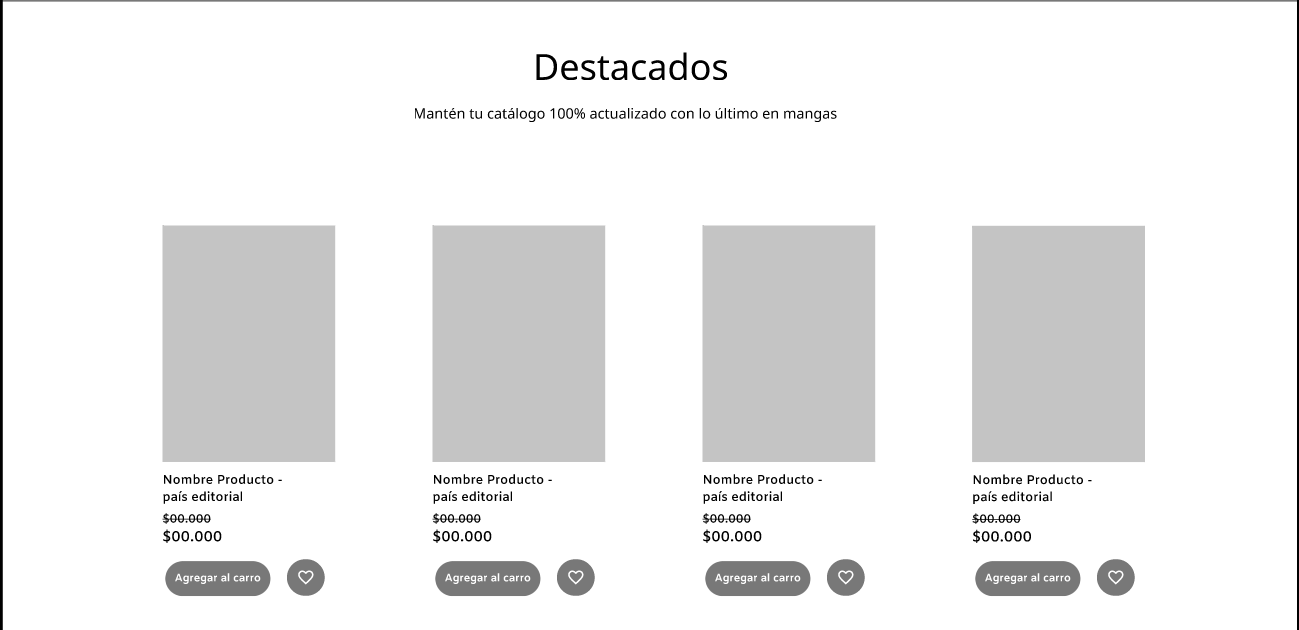 Destacados
Mantén tu catálogo 100% actualizado con lo último en mangas
Nombre Producto -
país editorial
$00.000
$00.000
Agregar al carro
Nombre Producto -
país editorial
$00.000
$00.000
Agregar al carro
Nombre Producto -
país editorial
$00.000
$00.000
Agregar al carro
Nombre Producto -
país editorial
$00.000
$00.000
Agregar al carro